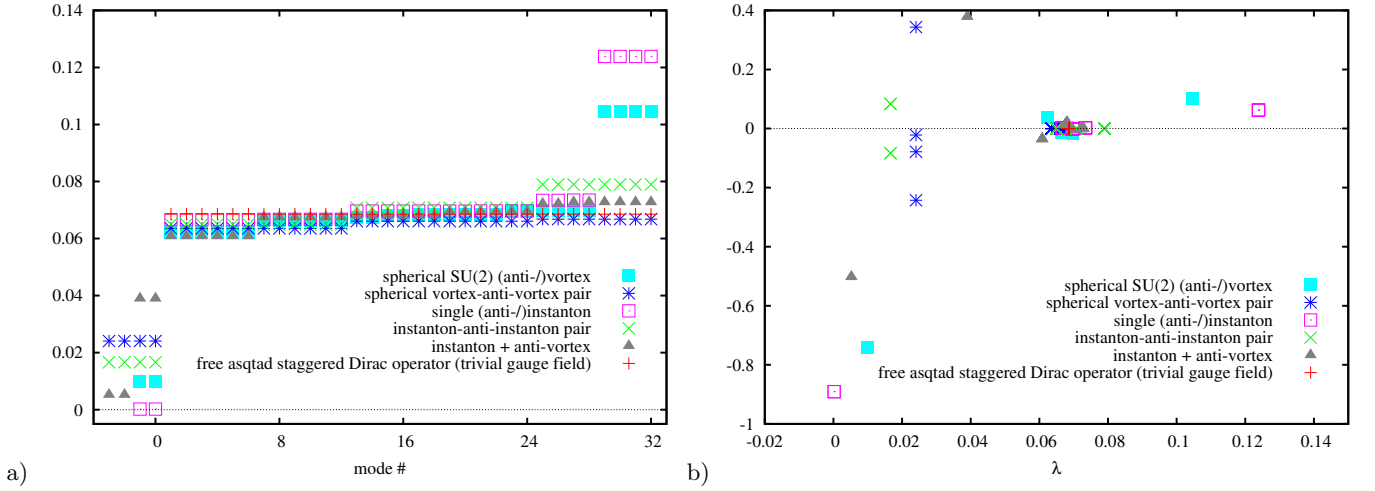 0.14
0.12
0.1
0.08
0.06
0.04
0.02
0
0
8
16
24
32
mode #
spherical SU(2) (anti-/)vortex
spherical vortex-anti-vortex pair
single (anti-/)instanton
instanton-anti-instanton pair
instanton + anti-vortex
free asqtad staggered Dirac operator (trivial gauge field)
a)
0.4
0.2
0
-0.2
-0.4
-0.6
-0.8
-1
-0.02
0
0.02
0.04
0.06
0.08
0.1
0.12
0.14
λ
spherical SU(2) (anti-/)vortex
spherical vortex-anti-vortex pair
single (anti-/)instanton
instanton-anti-instanton pair
instanton + anti-vortex
free asqtad staggered Dirac operator (trivial gauge field)
b)